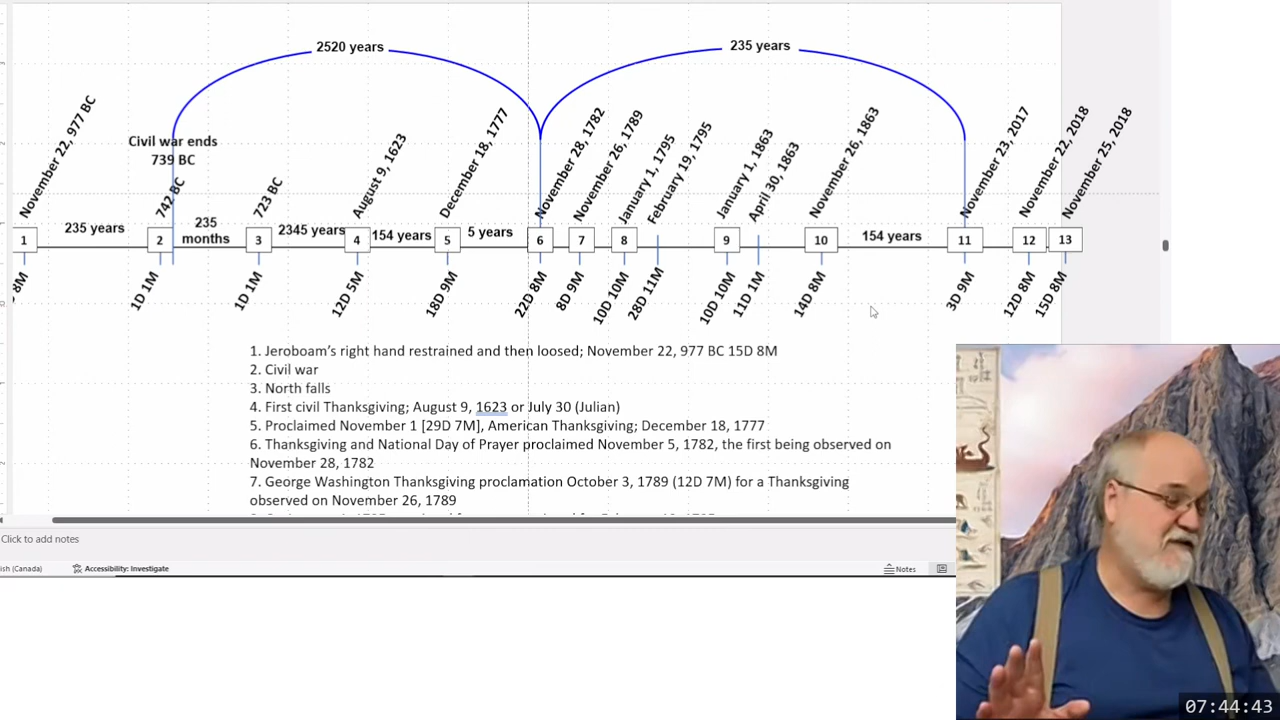 2520 years
235 years
November 22, 977 BC
Civil war ends
739 BC
742 BC
723 BC
August 9, 1623
December 18, 1777
November 28, 1782
November 26, 1789
January 1, 1795
February 19, 1795
January 1, 1863
April 30, 1863
November 26, 1863
November 23, 2017
November 22, 2018
November 25, 2018
235 years
235
months
2345 years
154 years
5 years
154 years
1
2
3
4
5
6
7
8
9
10
11
12
13
8M
1D 1M
1D 1M
12D 5M
18D 9M
22D 8M
8D 9M
10D 10M
28D 11M
10D 10M
11D 1M
14D 8M
3D 9M
12D 8M
15D 8M
1. Jeroboam’s right hand restrained and then loosed; November 22, 977 BC 15D 8M
2. Civil war
3. North falls
4. First civil Thanksgiving; August 9, 1623 or July 30 (Julian)
5. Proclaimed November 1 [29D 7M], American Thanksgiving; December 18, 1777
6. Thanksgiving and National Day of Prayer proclaimed November 5, 1782, the first being observed on
November 28, 1782
7. George Washington Thanksgiving proclamation October 3, 1789 (12D 7M) for a Thanksgiving
observed on November 26, 1789
Click to add notes
ish (Canada)
Accessibility: Investigate
Notes
07:44:43